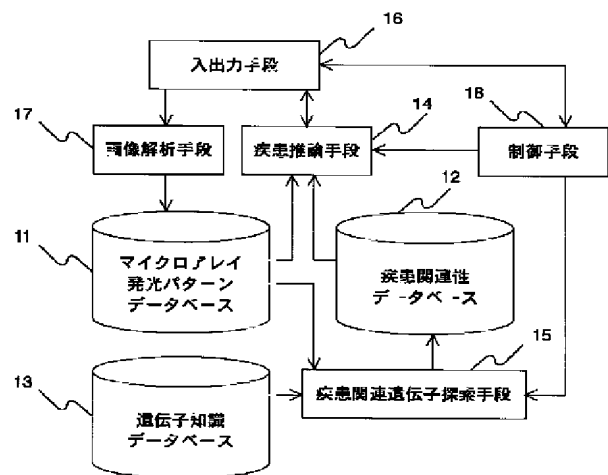 16
入出力手段
17
14
18
画像解析手段
疾患推論手段
制御手段
12
11
マイクロアレイ
発光パターン
データベース
疾患関連性
データベース
15
13
疾患関連遺伝子探索手段
遺伝子知識
データベース